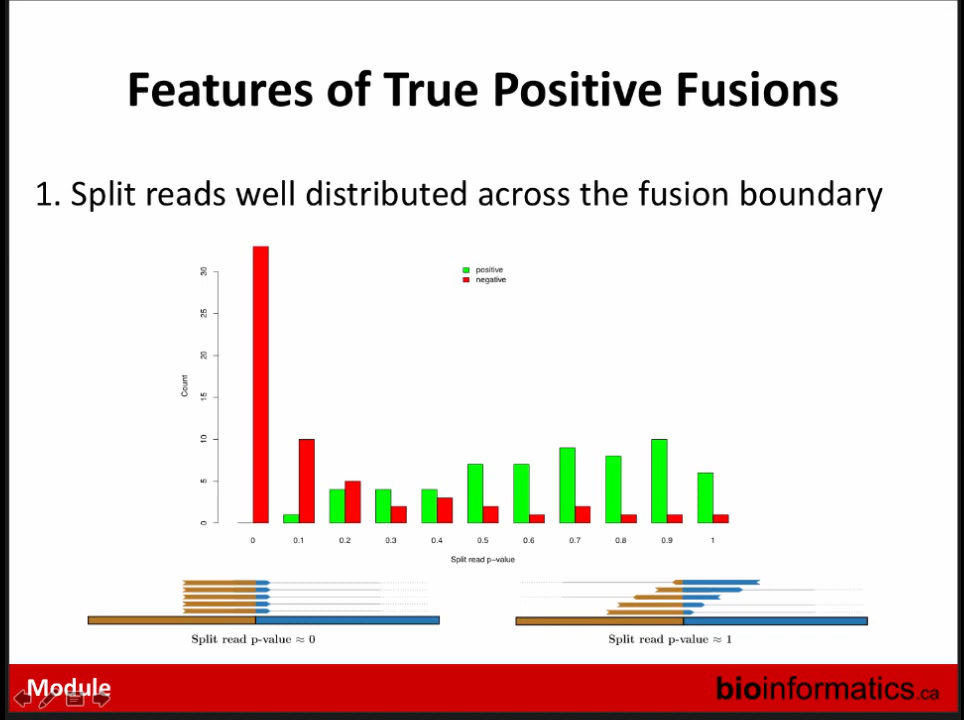 Features of True Positive Fusions
1. Split reads well distributed across the fusion boundary
positive
negative
Count
30
25
20
15
10
5
0
0 0.1 0.2 0.3 0.4 0.5 0.6 0.7 0.8 0.9 1
Split read p−value
Split read p-value ≈ 0
Split read p-value ≈ 1
Module
bioinformatics.ca